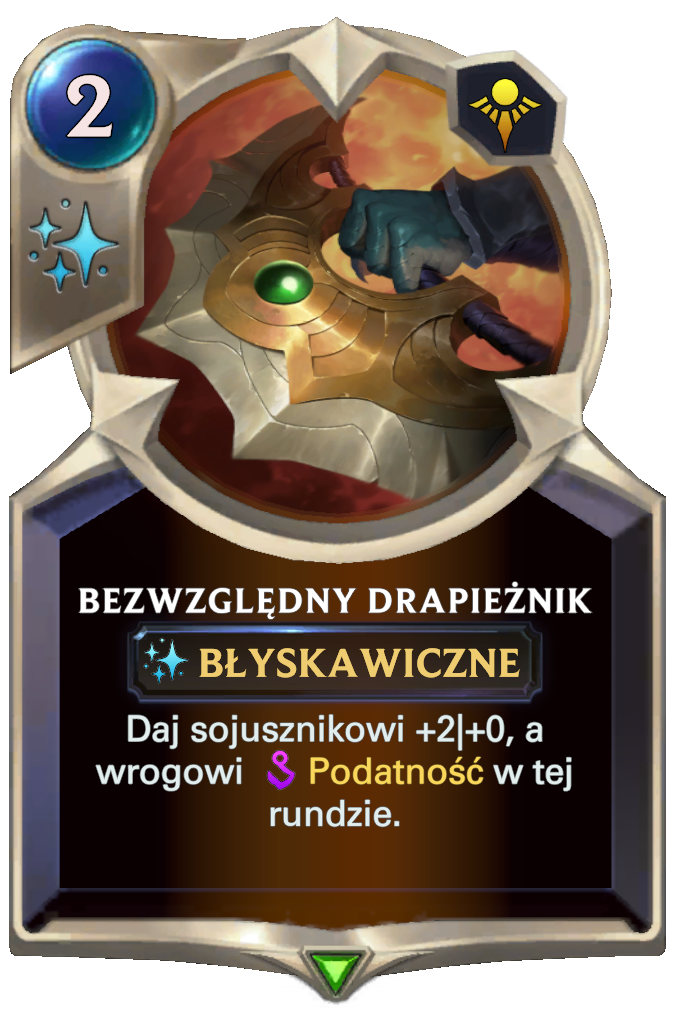 2
BEZWZGLĘDNY DRAPIEŻNIK
BŁYSKAWICZNE
Daj sojusznikowi +2|+0, a
wrogowi Podatność w tej
rundzie.